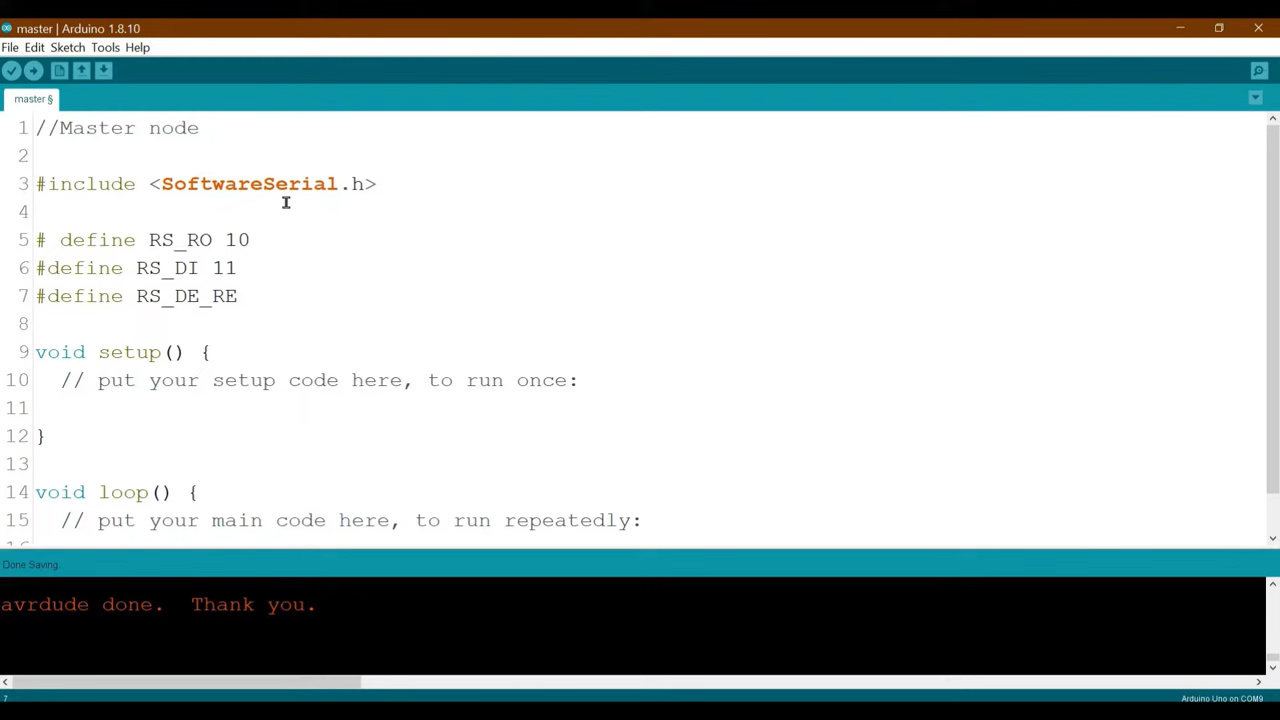 master | Arduino 1.8.10
File Edit Sketch Tools Help
master §
1 //Master node
2
3 #include <SoftwareSerial.h>
4
5 # define RS_RO 10
6 #define RS_DI 11
7 #define RS_DE_RE
8
9 void setup() {
10 // put your setup code here, to run once:
11
12 }
13
14 void loop() {
15 // put your main code here, to run repeatedly:
Done Saving.
avrdude done.  Thank you.
7 Arduino Uno on COM9